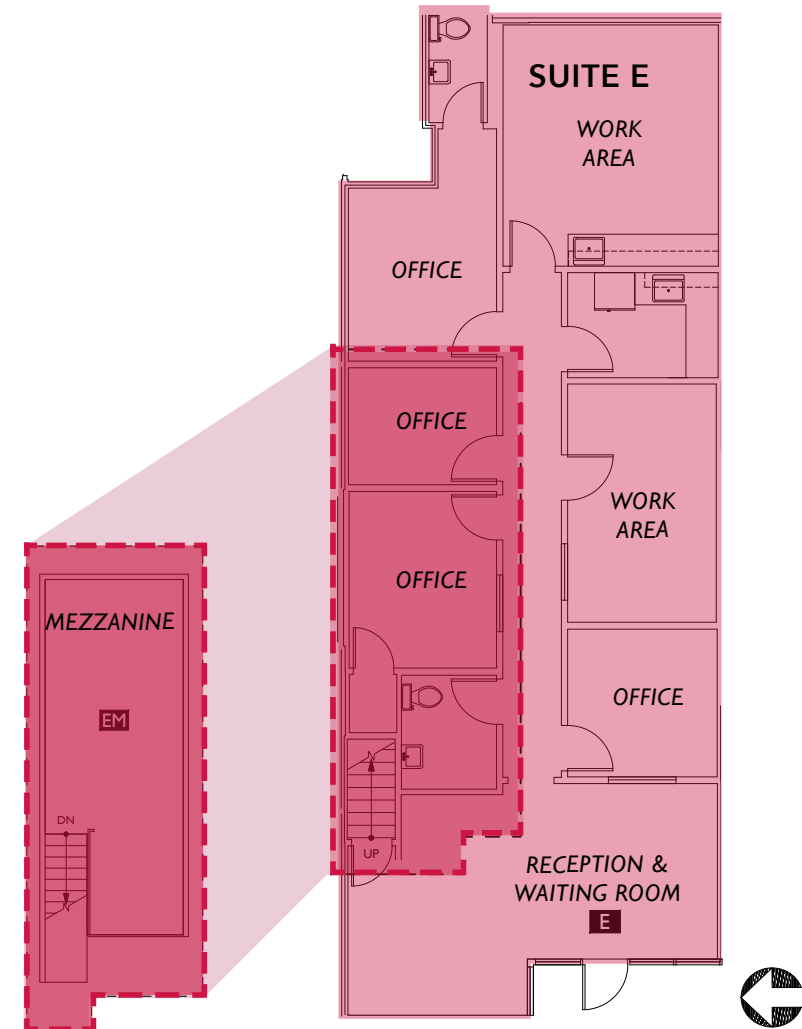 SUITE E
WORK
AREA
OFFICE
OFFICE
WORK
AREA
OFFICE
MEZZANINE
OFFICE
EM
DN
UP
RECEPTION &
WAITING ROOM
E